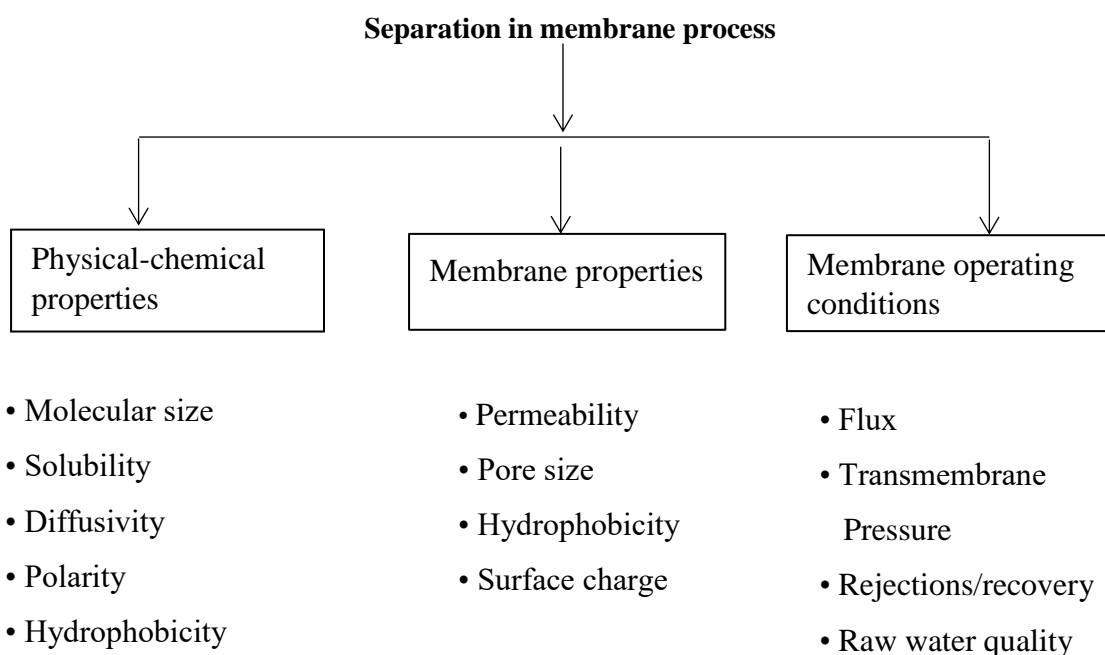 Separation in membrane process
Physical-chemical
properties
Membrane properties
Membrane operating
conditions
• Molecular size
• Solubility
• Diffusivity
• Polarity
• Hydrophobicity
• Permeability
• Pore size
• Hydrophobicity
• Surface charge
• Flux
• Transmembrane
Pressure
• Rejections/recovery
• Raw water quality